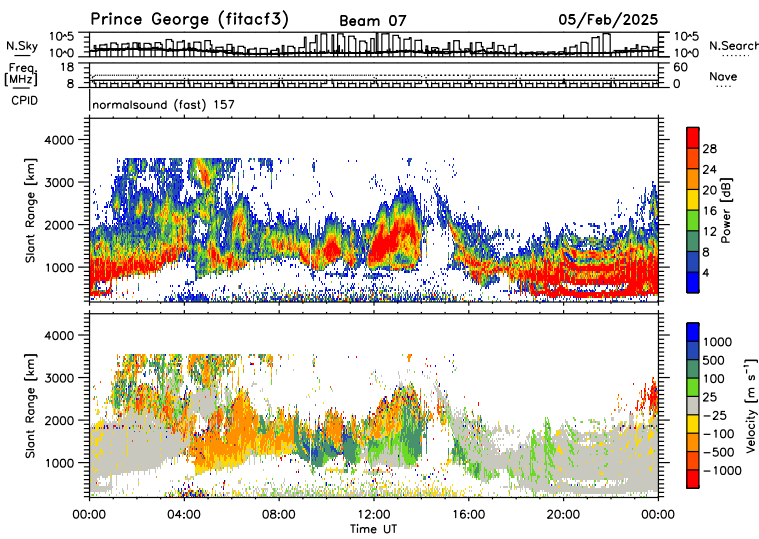 Prince George (fitacf3) Beam 07 05/Feb/2025
N.Sky 10^5 10^0 10^5 10^0 N.Search
Freq. [MHz] 18 8 60 0 Nave
CPID normalsound (fast) 157
Slant Range [km] 4000 3000 2000 1000
Power [dB] 28 24 20 16 12 8 4
Slant Range [km] 4000 3000 2000 1000
Velocity [m s⁻¹] 1000 500 100 25 −25 −100 −500 −1000
00:00 04:00 08:00 12:00 16:00 20:00 00:00
Time UT